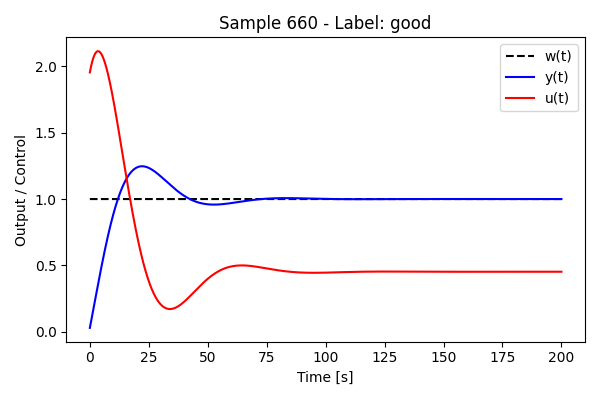 Sample 660 - Label: good
w(t)
y(t)
u(t)
Output / Control
2.0
1.5
1.0
0.5
0.0
0 25 50 75 100 125 150 175 200
Time [s]